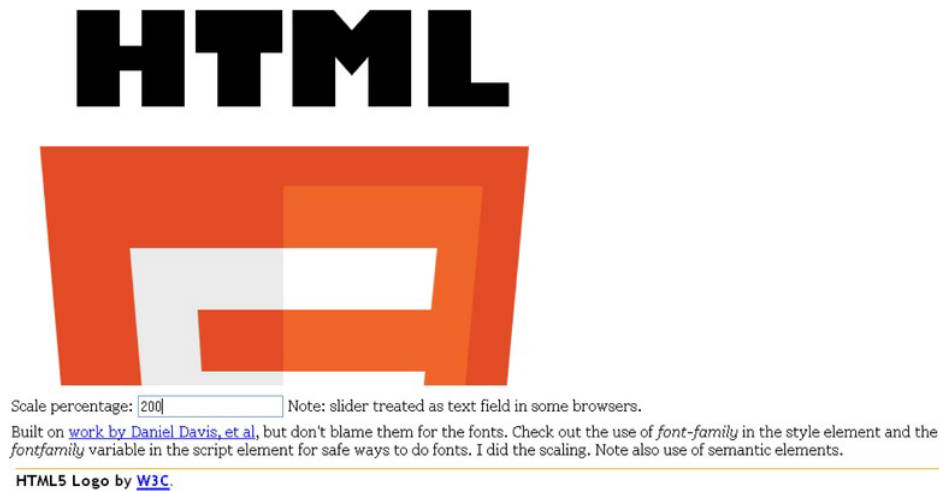 HTML
Scale percentage: 200 Note: slider treated as text field in some browsers.
Built on work by Daniel Davis, et al, but don't blame them for the fonts. Check out the use of font-family in the style element and the
fontfamily variable in the script element for safe ways to do fonts. I did the scaling. Note also use of semantic elements.
HTML5 Logo by W3C.